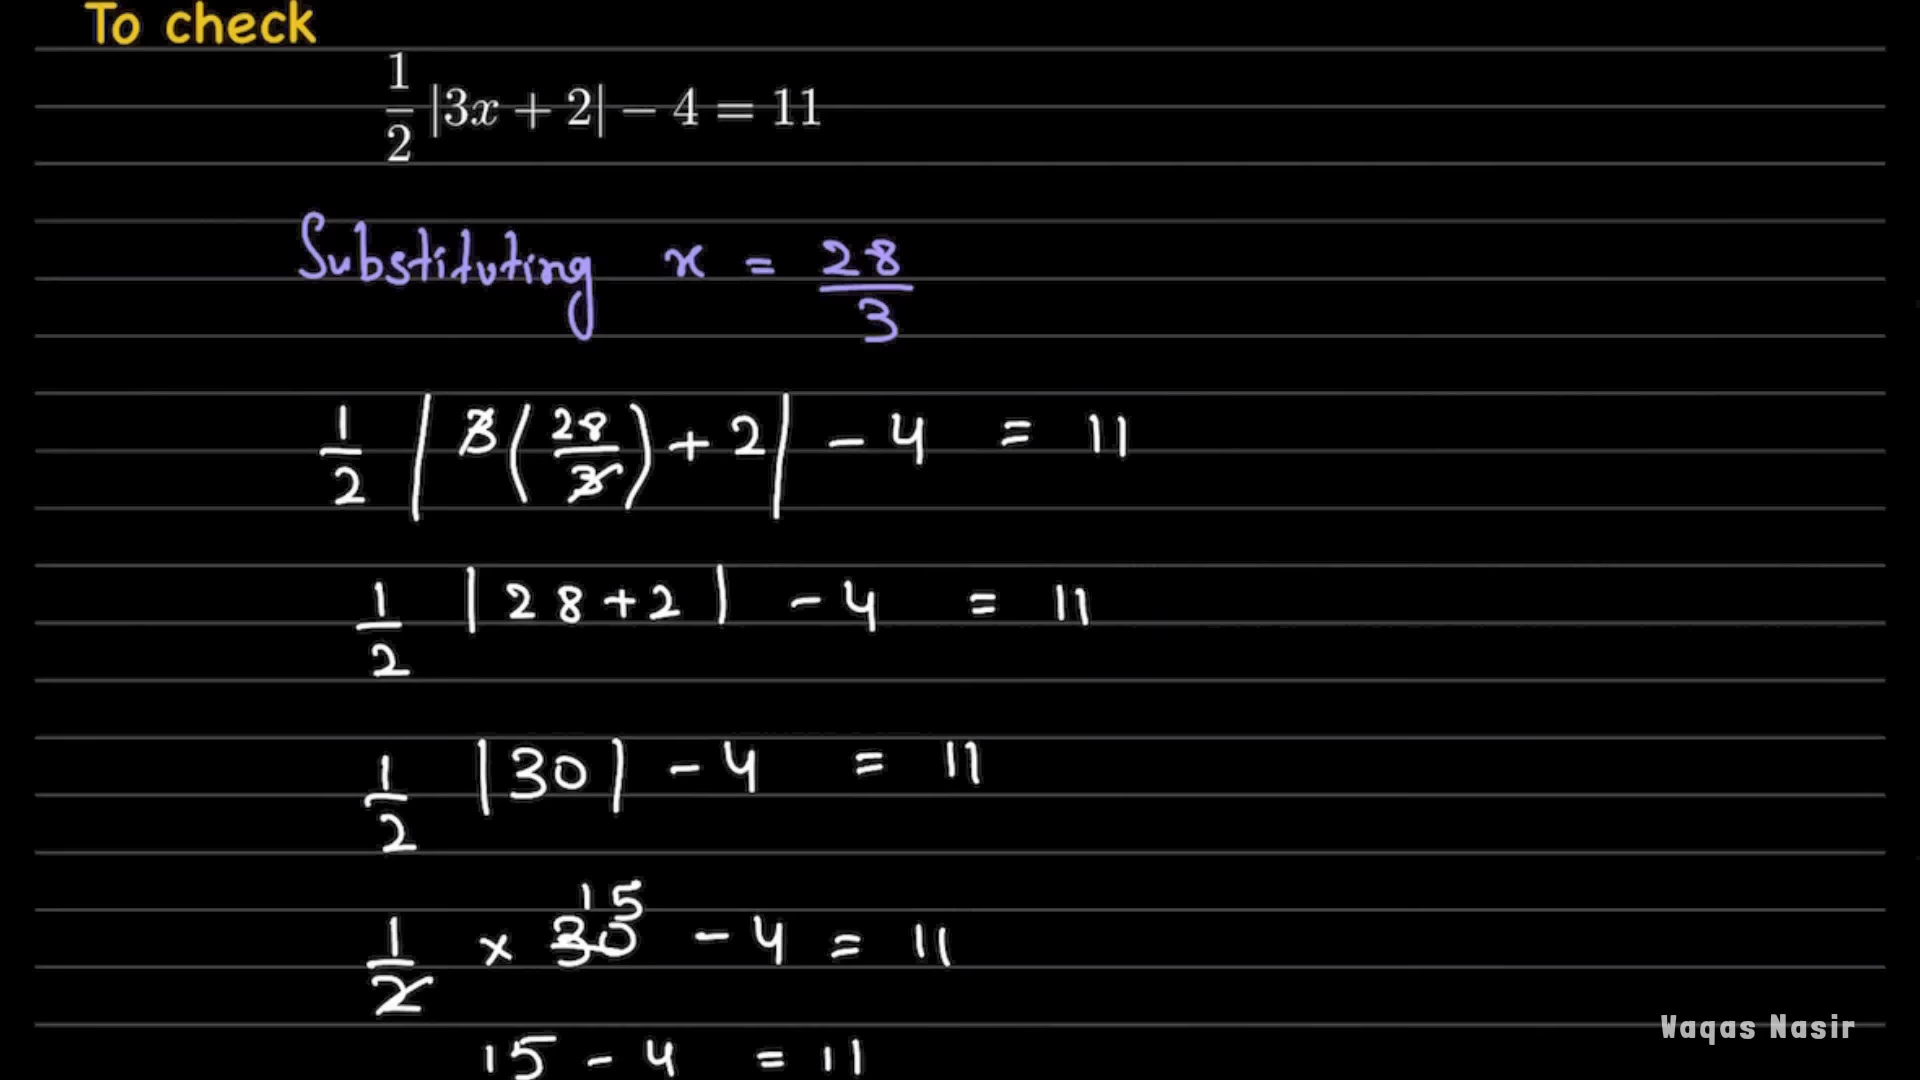 To check
1/2 |3x + 2| − 4 = 11
Substituting x = 28/3
1/2 | 3 ( 28/3 ) + 2 | − 4 = 11
1/2 | 28 + 2 | − 4 = 11
1/2 | 30 | − 4 = 11
15
1/2 × 30 − 4 = 11
15 − 4 = 11
Waqas Nasir